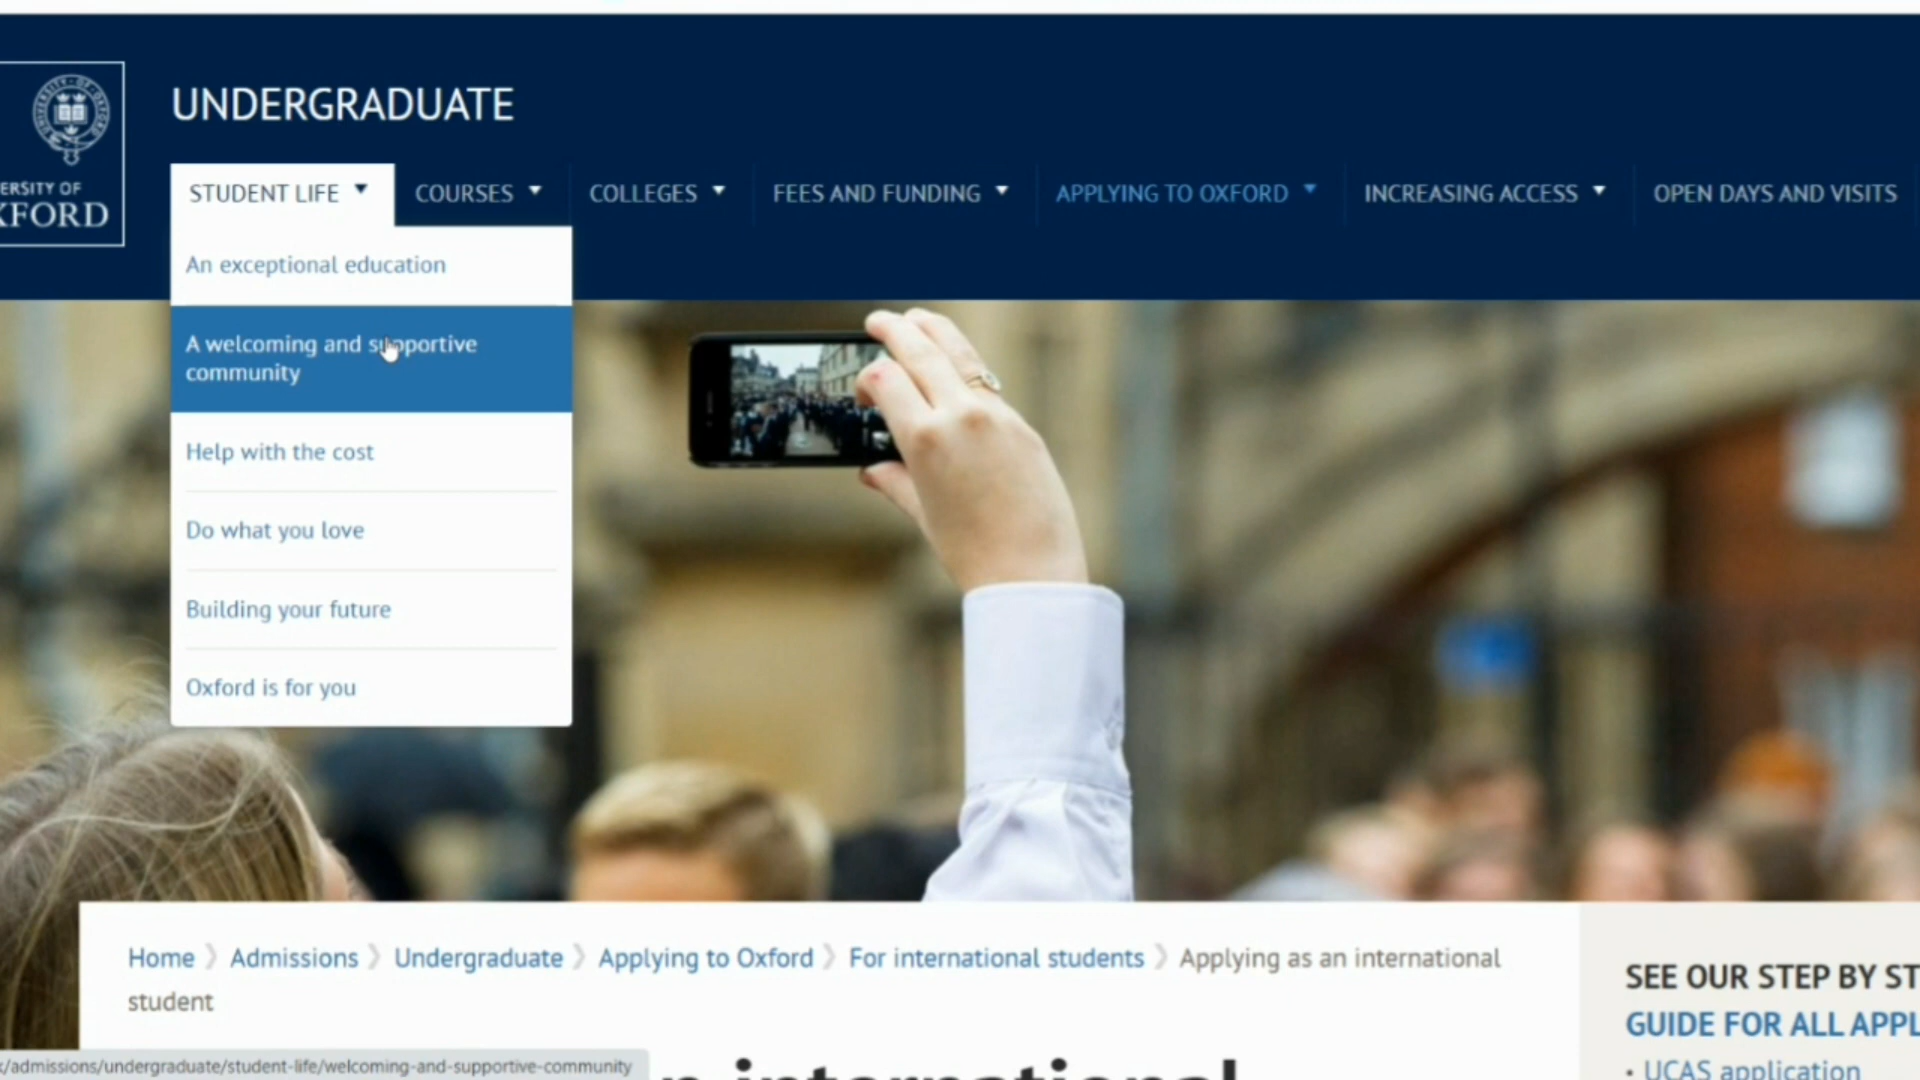 UNDERGRADUATE
ERSITY OF
XFORD
STUDENT LIFE
COURSES
COLLEGES
FEES AND FUNDING
APPLYING TO OXFORD
INCREASING ACCESS
OPEN DAYS AND VISITS
An exceptional education
A welcoming and supportive
community
Help with the cost
Do what you love
Building your future
Oxford is for you
Home 》 Admissions 》 Undergraduate 》 Applying to Oxford 》 For international students 》 Applying as an international
student
SEE OUR STEP BY ST
GUIDE FOR ALL APPL
• UCAS application
/admissions/undergraduate/student-life/welcoming-and-supportive-community
n international